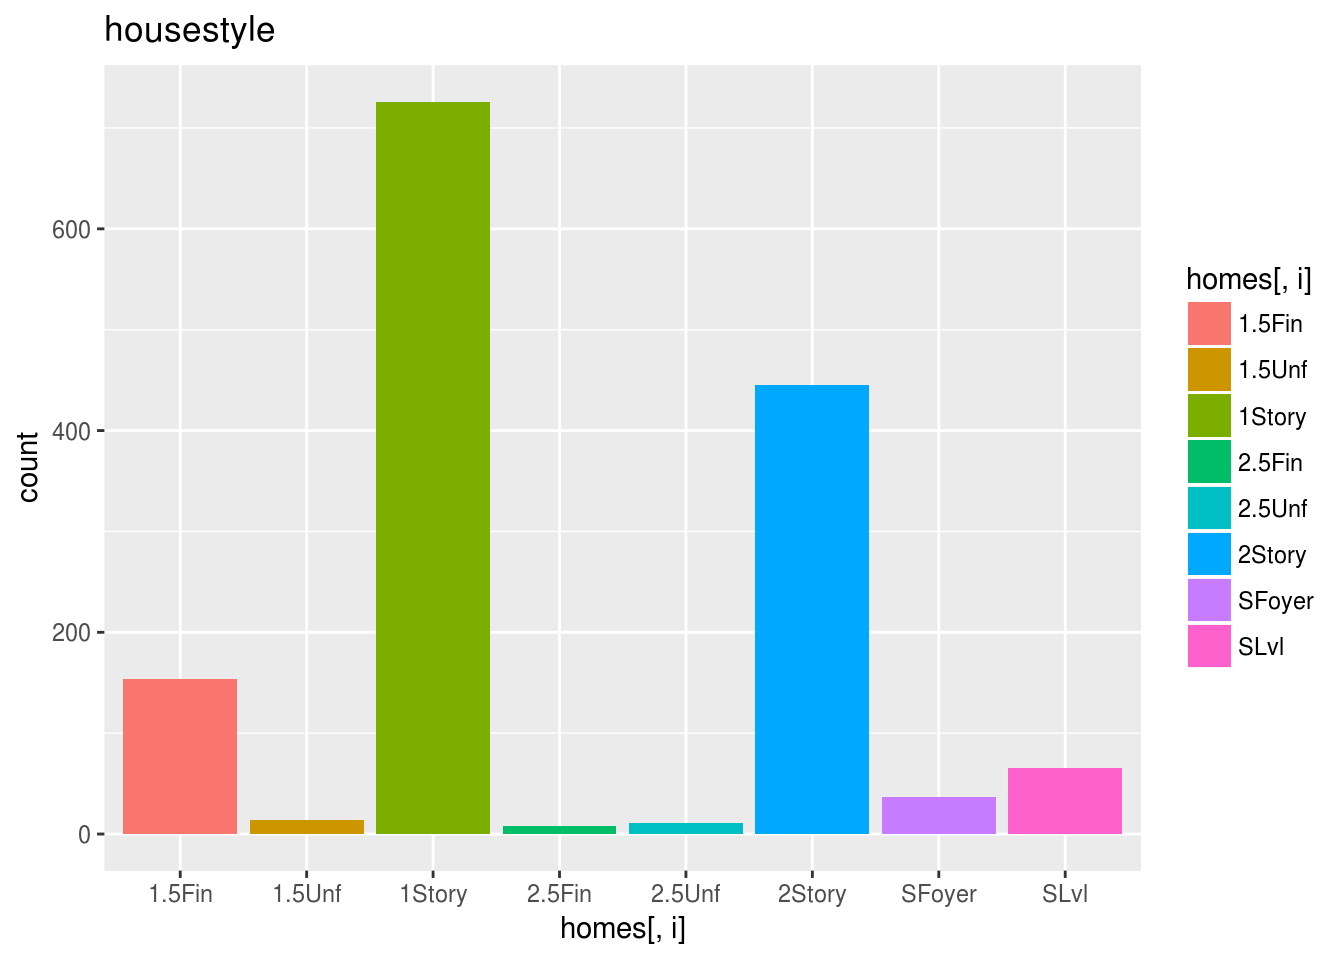 housestyle
600
400
200
0
count
1.5Fin 1.5Unf 1Story 2.5Fin 2.5Unf 2Story SFoyer SLvl
homes[, i]
homes[, i]
1.5Fin
1.5Unf
1Story
2.5Fin
2.5Unf
2Story
SFoyer
SLvl